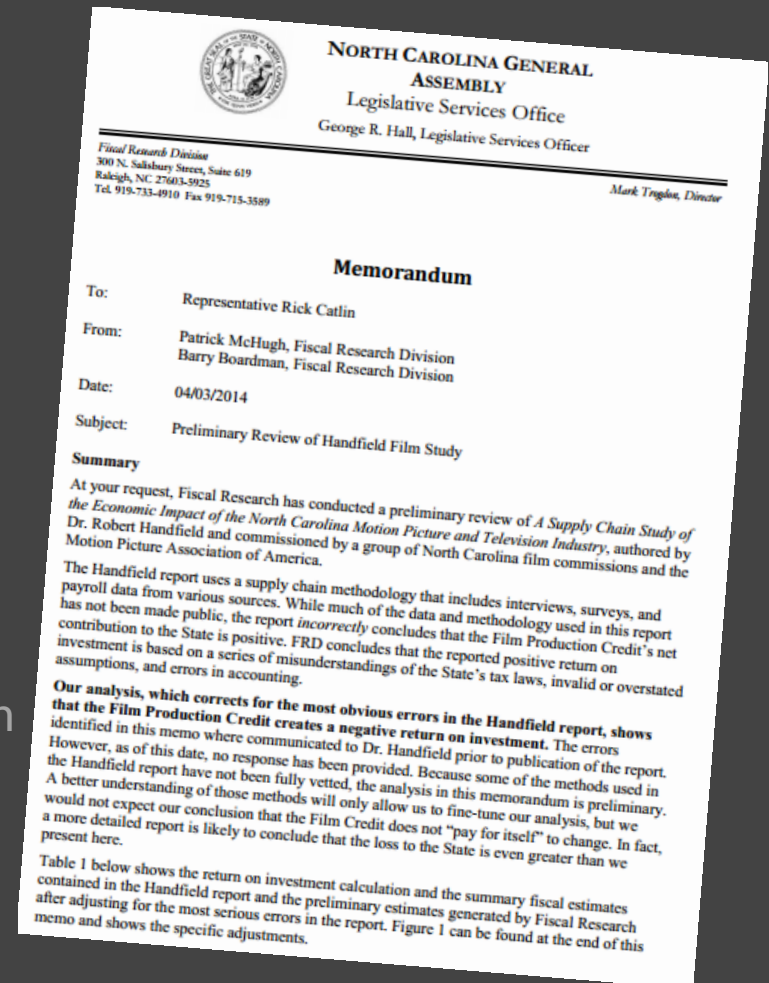 THE GREAT SEAL OF THE STATE OF NORTH CAROLINA
NORTH CAROLINA GENERAL
ASSEMBLY
Legislative Services Office
George R. Hall, Legislative Services Officer
Fiscal Research Division
300 N. Salisbury Street, Suite 619
Raleigh, NC 27603-5925
Tel. 919-733-4910 Fax 919-715-3589
Mark Trogdon, Director
Memorandum
To: Representative Rick Catlin
From: Patrick McHugh, Fiscal Research Division
Barry Boardman, Fiscal Research Division
Date: 04/03/2014
Subject: Preliminary Review of Handfield Film Study
Summary
At your request, Fiscal Research has conducted a preliminary review of A Supply Chain Study of
the Economic Impact of the North Carolina Motion Picture and Television Industry, authored by
Dr. Robert Handfield and commissioned by a group of North Carolina film commissions and the
Motion Picture Association of America.
The Handfield report uses a supply chain methodology that includes interviews, surveys, and
payroll data from various sources. While much of the data and methodology used in this report
has not been made public, the report incorrectly concludes that the Film Production Credit's net
contribution to the State is positive. FRD concludes that the reported positive return on
investment is based on a series of misunderstandings of the State's tax laws, invalid or overstated
assumptions, and errors in accounting.
Our analysis, which corrects for the most obvious errors in the Handfield report, shows
that the Film Production Credit creates a negative return on investment. The errors
identified in this memo where communicated to Dr. Handfield prior to publication of the report.
However, as of this date, no response has been provided. Because some of the methods used in
the Handfield report have not been fully vetted, the analysis in this memorandum is preliminary.
A better understanding of those methods will only allow us to fine-tune our analysis, but we
would not expect our conclusion that the Film Credit does not "pay for itself" to change. In fact,
a more detailed report is likely to conclude that the loss to the State is even greater than we
present here.
Table 1 below shows the return on investment calculation and the summary fiscal estimates
contained in the Handfield report and the preliminary estimates generated by Fiscal Research
after adjusting for the most serious errors in the report. Figure 1 can be found at the end of this
memo and shows the specific adjustments.
n